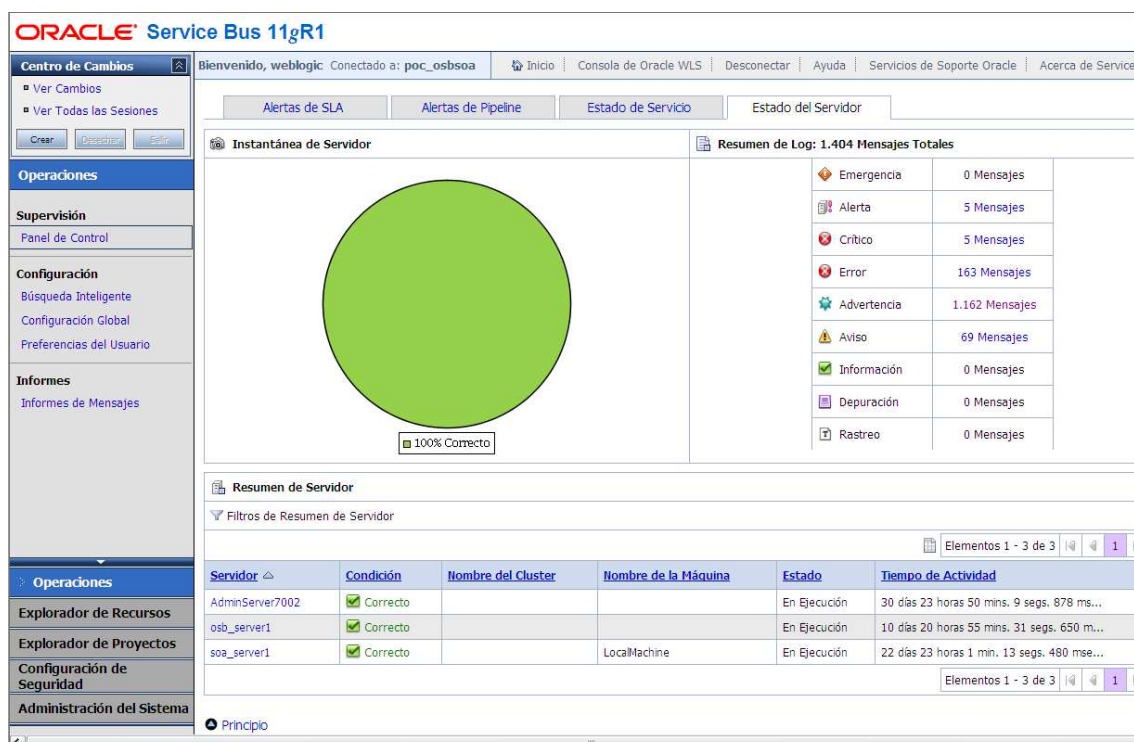 ORACLE Service Bus 11gR1
Centro de Cambios
Ver Cambios
Ver Todas las Sesiones
Crear Desechar Salir
Operaciones
Supervisión
Panel de Control
Configuración
Búsqueda Inteligente
Configuración Global
Preferencias del Usuario
Informes
Informes de Mensajes
Operaciones
Explorador de Recursos
Explorador de Proyectos
Configuración de
Seguridad
Administración del Sistema
Bienvenido, weblogic Conectado a: poc_osbsoa Inicio Consola de Oracle WLS Desconectar Ayuda Servicios de Soporte Oracle Acerca de Service
Alertas de SLA Alertas de Pipeline Estado de Servicio Estado del Servidor
Instantánea de Servidor
100% Correcto
Resumen de Log: 1.404 Mensajes Totales
Emergencia 0 Mensajes
Alerta 5 Mensajes
Crítico 5 Mensajes
Error 163 Mensajes
Advertencia 1.162 Mensajes
Aviso 69 Mensajes
Información 0 Mensajes
Depuración 0 Mensajes
Rastreo 0 Mensajes
Resumen de Servidor
Filtros de Resumen de Servidor
Elementos 1 - 3 de 3 1
Servidor Condición Nombre del Cluster Nombre de la Máquina Estado Tiempo de Actividad
AdminServer7002 Correcto En Ejecución 30 días 23 horas 50 mins. 9 segs. 878 ms...
osb_server1 Correcto En Ejecución 10 días 20 horas 55 mins. 31 segs. 650 m...
soa_server1 Correcto LocalMachine En Ejecución 22 días 23 horas 1 min. 13 segs. 480 mse...
Elementos 1 - 3 de 3 1
Principio